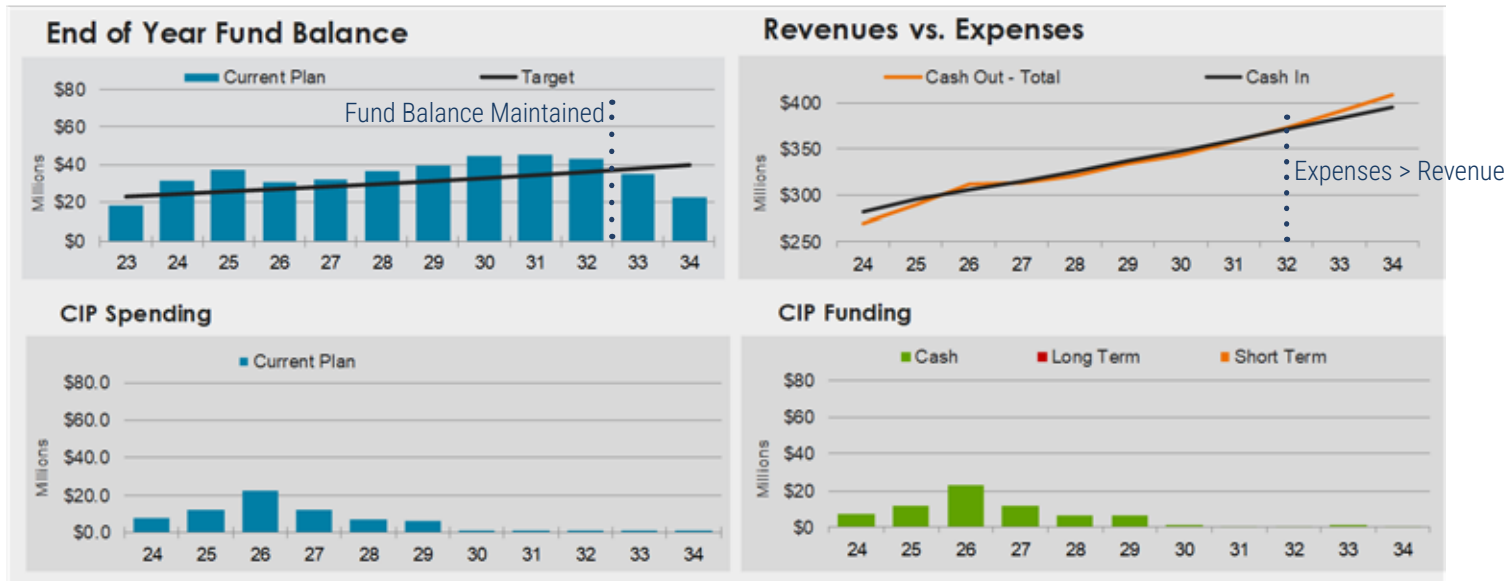 End of Year Fund Balance
Current Plan
Target
Fund Balance Maintained
$80
$60
$40
$20
$0
Millions
23 24 25 26 27 28 29 30 31 32 33 34
Revenues vs. Expenses
Cash Out - Total
Cash In
$400
$350
$300
$250
Millions
Expenses > Revenue
24 25 26 27 28 29 30 31 32 33 34
CIP Spending
Current Plan
$80.0
$60.0
$40.0
$20.0
$0.0
Millions
24 25 26 27 28 29 30 31 32 33 34
CIP Funding
Cash
Long Term
Short Term
$80
$60
$40
$20
$0
Millions
24 25 26 27 28 29 30 31 32 33 34